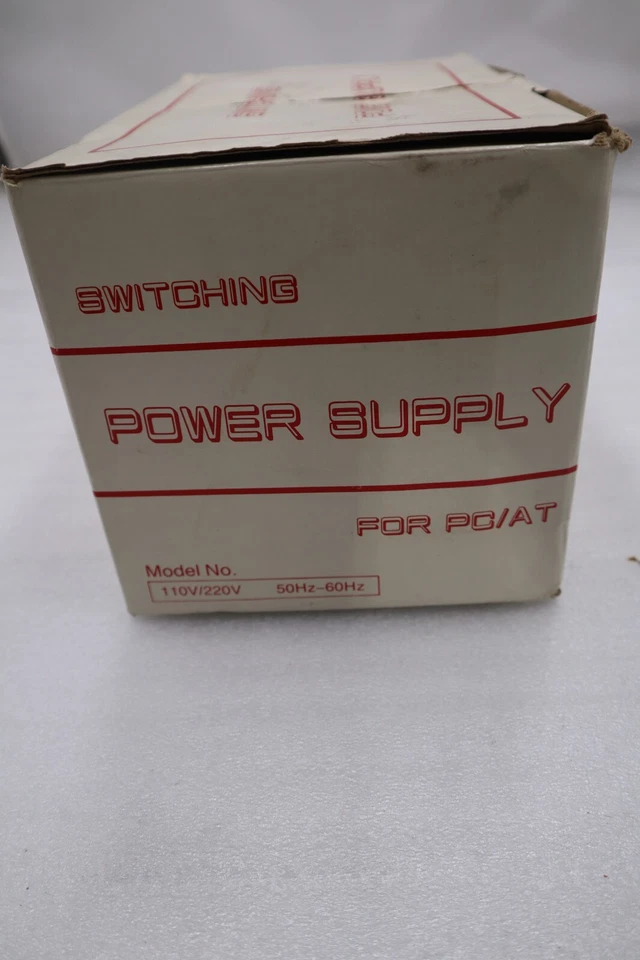 SWITCHING
POWER SUPPLY
FOR PC/AT
Model No.
110V/220V 50Hz-60Hz